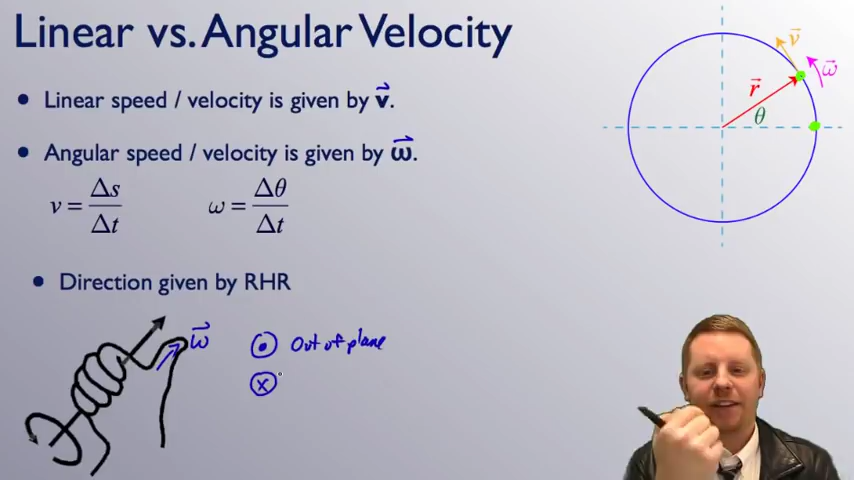 Linear vs. Angular Velocity
• Linear speed / velocity is given by v⃗.
• Angular speed / velocity is given by ω⃗.
v = Δs/Δt    ω = Δθ/Δt
• Direction given by RHR
ω⃗
⊙ Out of plane
ⓧ
v⃗
ω⃗
r⃗
θ